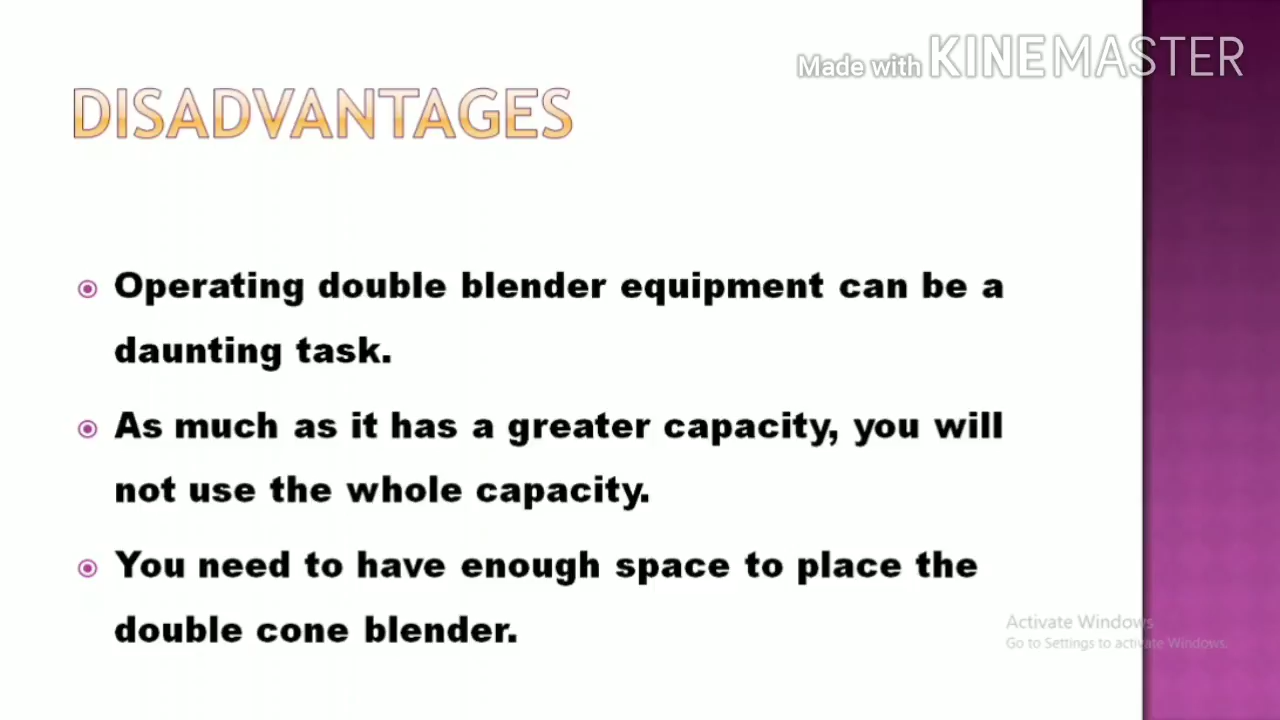 Made with KINEMASTER
DISADVANTAGES
Operating double blender equipment can be a
daunting task.
As much as it has a greater capacity, you will
not use the whole capacity.
You need to have enough space to place the
double cone blender.
Activate Windows
Go to Settings to activate Windows.